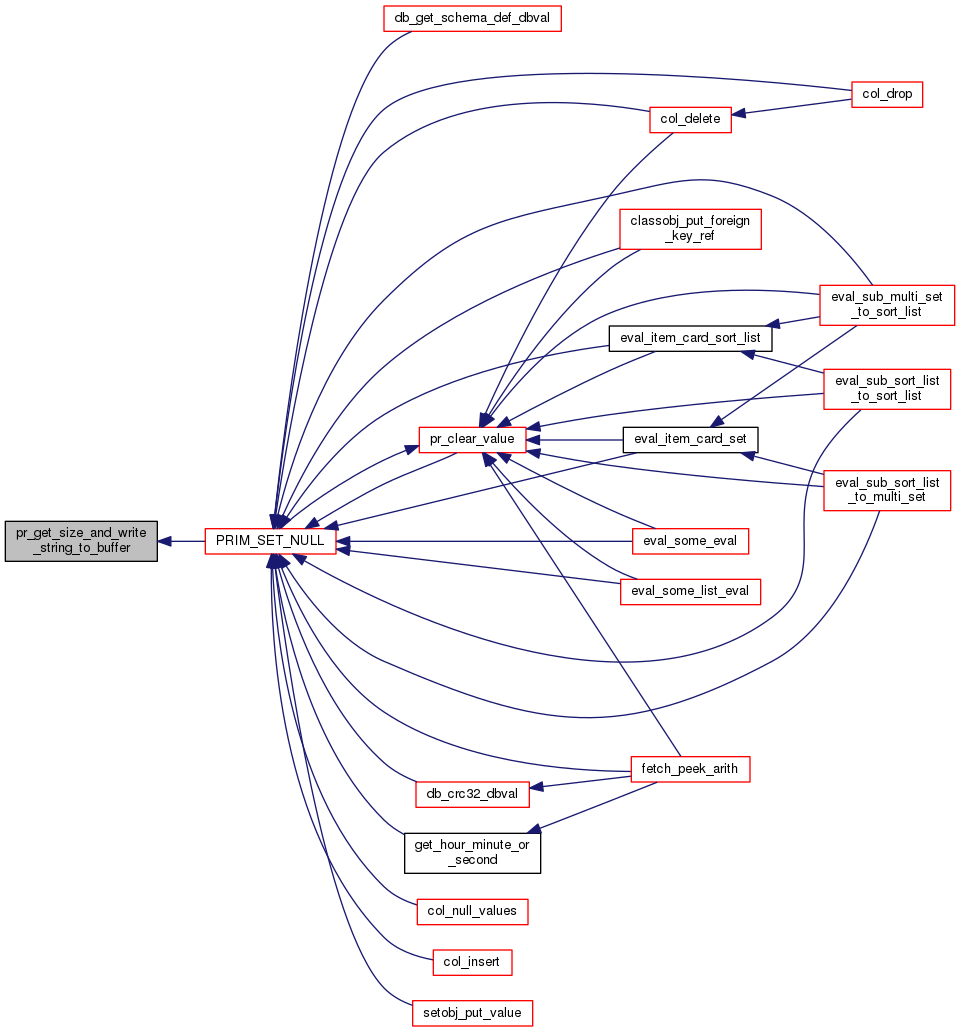 db_get_schema_def_dbval
col_drop
col_delete
classobj_put_foreign
_key_ref
eval_sub_multi_set
_to_sort_list
eval_item_card_sort_list
eval_sub_sort_list
_to_sort_list
pr_clear_value
eval_item_card_set
eval_sub_sort_list
_to_multi_set
pr_get_size_and_write
_string_to_buffer
PRIM_SET_NULL
eval_some_eval
eval_some_list_eval
fetch_peek_arith
db_crc32_dbval
get_hour_minute_or
_second
col_null_values
col_insert
setobj_put_value